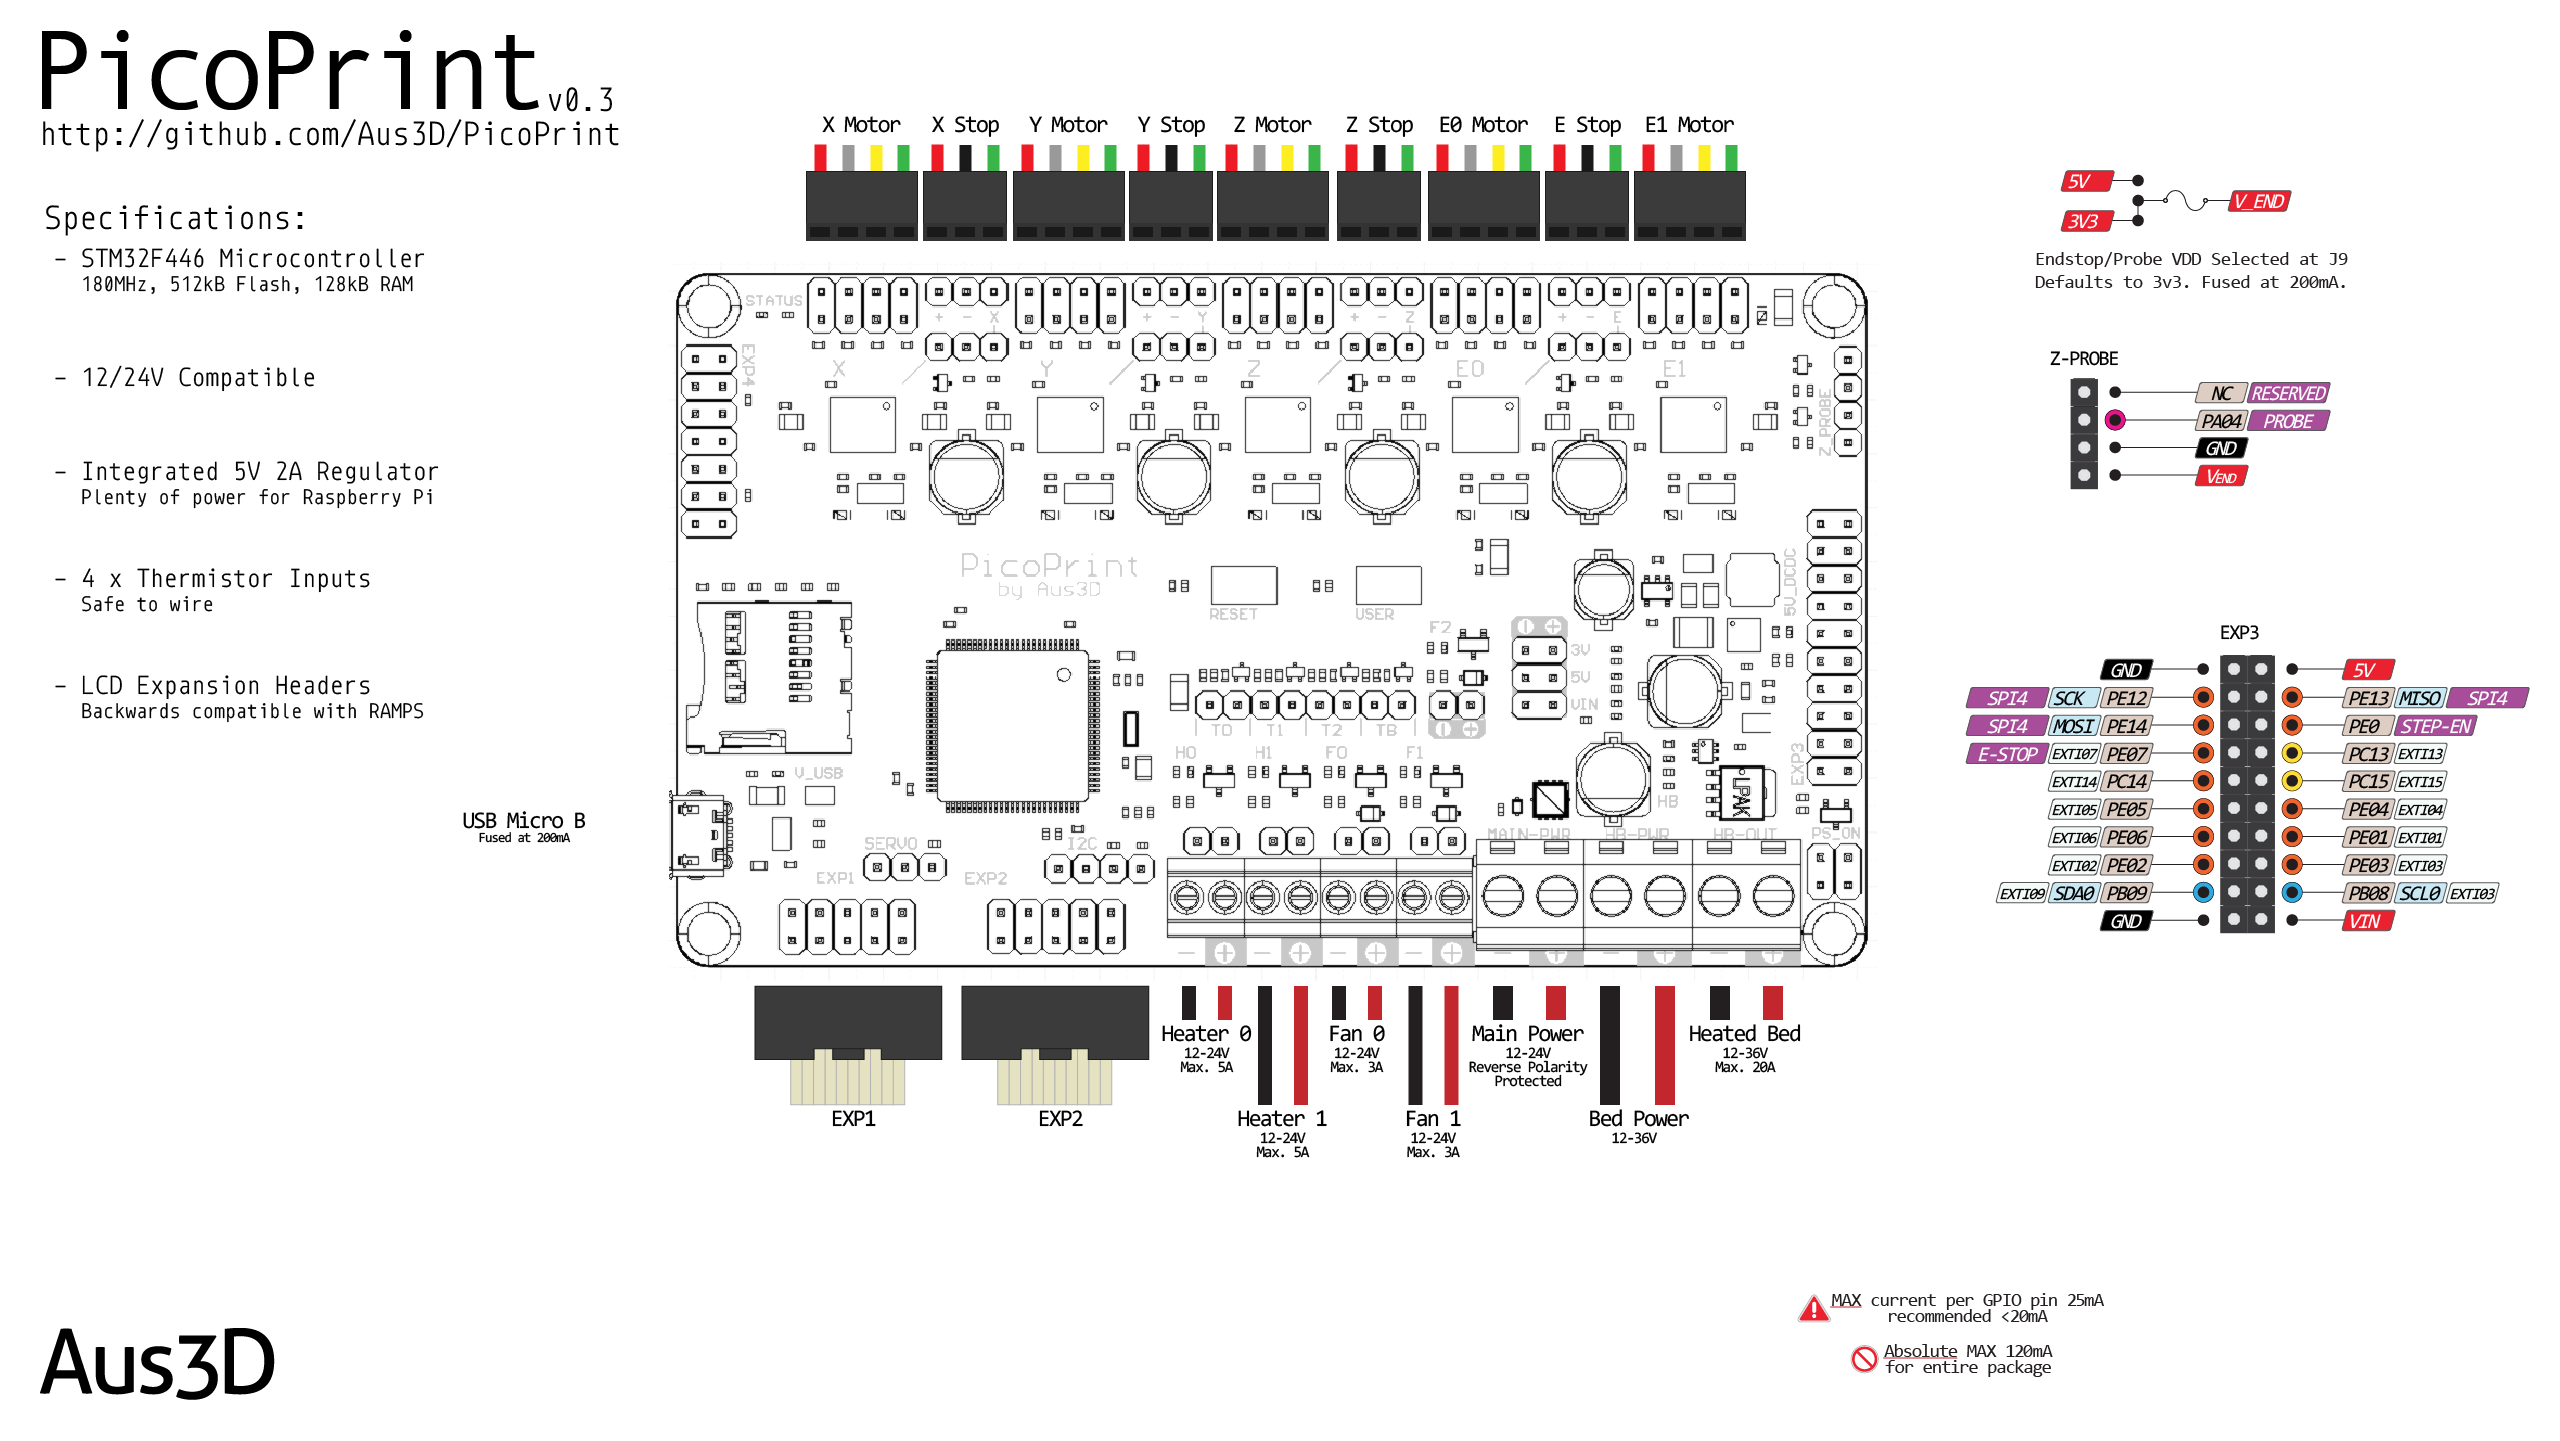 PicoPrint v0.3
http://github.com/Aus3D/PicoPrint
Specifications:
– STM32F446 Microcontroller
180MHz, 512kB Flash, 128kB RAM
– 12/24V Compatible
– Integrated 5V 2A Regulator
Plenty of power for Raspberry Pi
– 4 x Thermistor Inputs
Safe to wire
– LCD Expansion Headers
Backwards compatible with RAMPS
X Motor X Stop Y Motor Y Stop Z Motor Z Stop E0 Motor E Stop E1 Motor
STATUS
+ – X + – Y + – Z + – E
EXP4
X Y Z E0 E1
Z_PROBE
PicoPrint
by Aus3D
RESET USER
5V_DCDC
F2
3V
5V
VIN
T0 T1 T2 TB
H0 H1 F0 F1
V_USB
EXP3
LPAK
HB
MAIN-PWR HB-PWR HB-OUT PS_ON
SERVO I2C
EXP1 EXP2
USB Micro B
Fused at 200mA
EXP1
EXP2
Heater 0
12-24V
Max. 5A
Heater 1
12-24V
Max. 5A
Fan 0
12-24V
Max. 3A
Fan 1
12-24V
Max. 3A
Main Power
12-24V
Reverse Polarity
Protected
Bed Power
12-36V
Heated Bed
12-36V
Max. 20A
5V
V_END
3V3
Endstop/Probe VDD Selected at J9
Defaults to 3v3. Fused at 200mA.
Z-PROBE
NC RESERVED
PA04 PROBE
GND
VEND
EXP3
GND 5V
SPI4 SCK PE12 PE13 MISO SPI4
SPI4 MOSI PE14 PE0 STEP-EN
E-STOP EXTI07 PE07 PC13 EXTI13
EXTI14 PC14 PC15 EXTI15
EXTI05 PE05 PE04 EXTI04
EXTI06 PE06 PE01 EXTI01
EXTI02 PE02 PE03 EXTI03
EXTI09 SDA0 PB09 PB08 SCL0 EXTI03
GND VIN
MAX current per GPIO pin 25mA
recommended <20mA
Absolute MAX 120mA
for entire package
Aus3D